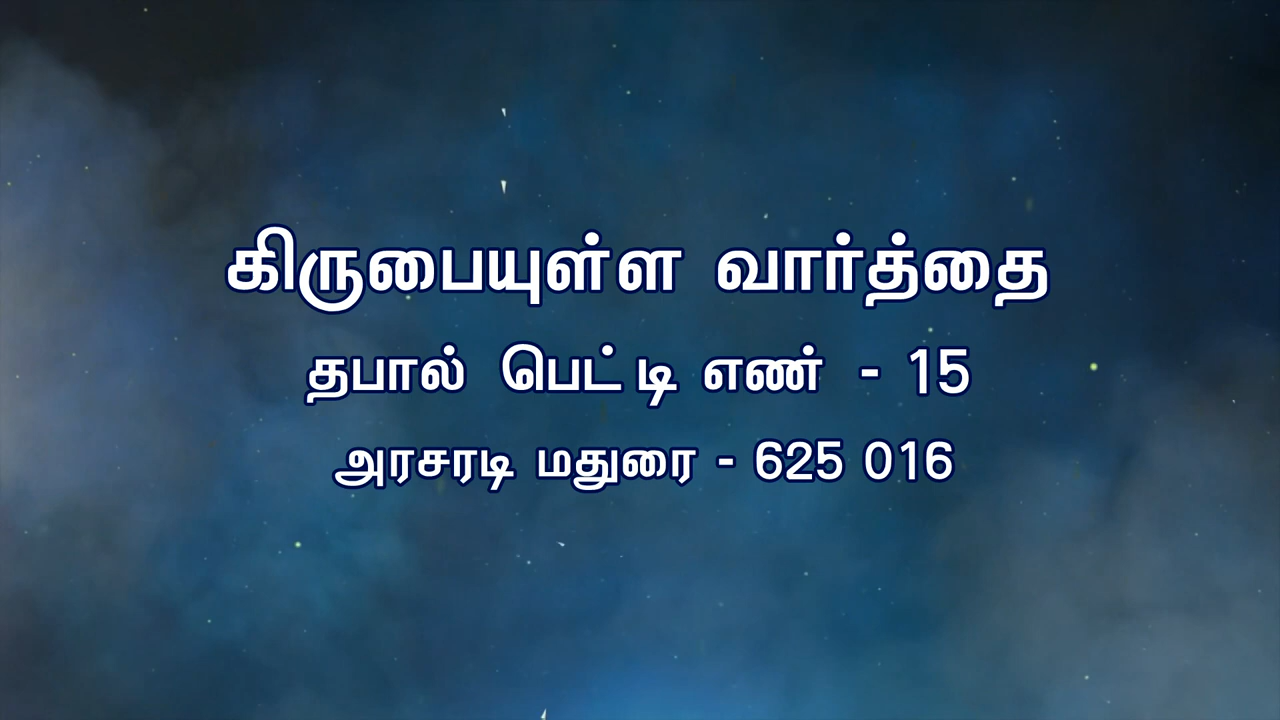 கிருபையுள்ள வார்த்தை
தபால் பெட்டி எண் - 15
அரசரடி மதுரை - 625 016